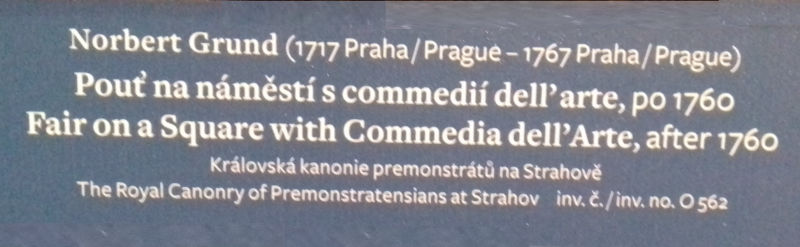 Norbert Grund (1717 Praha/Prague – 1767 Praha/Prague)
Pouť na náměstí s commedií dell’arte, po 1760
Fair on a Square with Commedia dell’Arte, after 1760
Královská kanonie premonstrátů na Strahově
The Royal Canonry of Premonstratensians at Strahov inv. č./inv. no. O 562